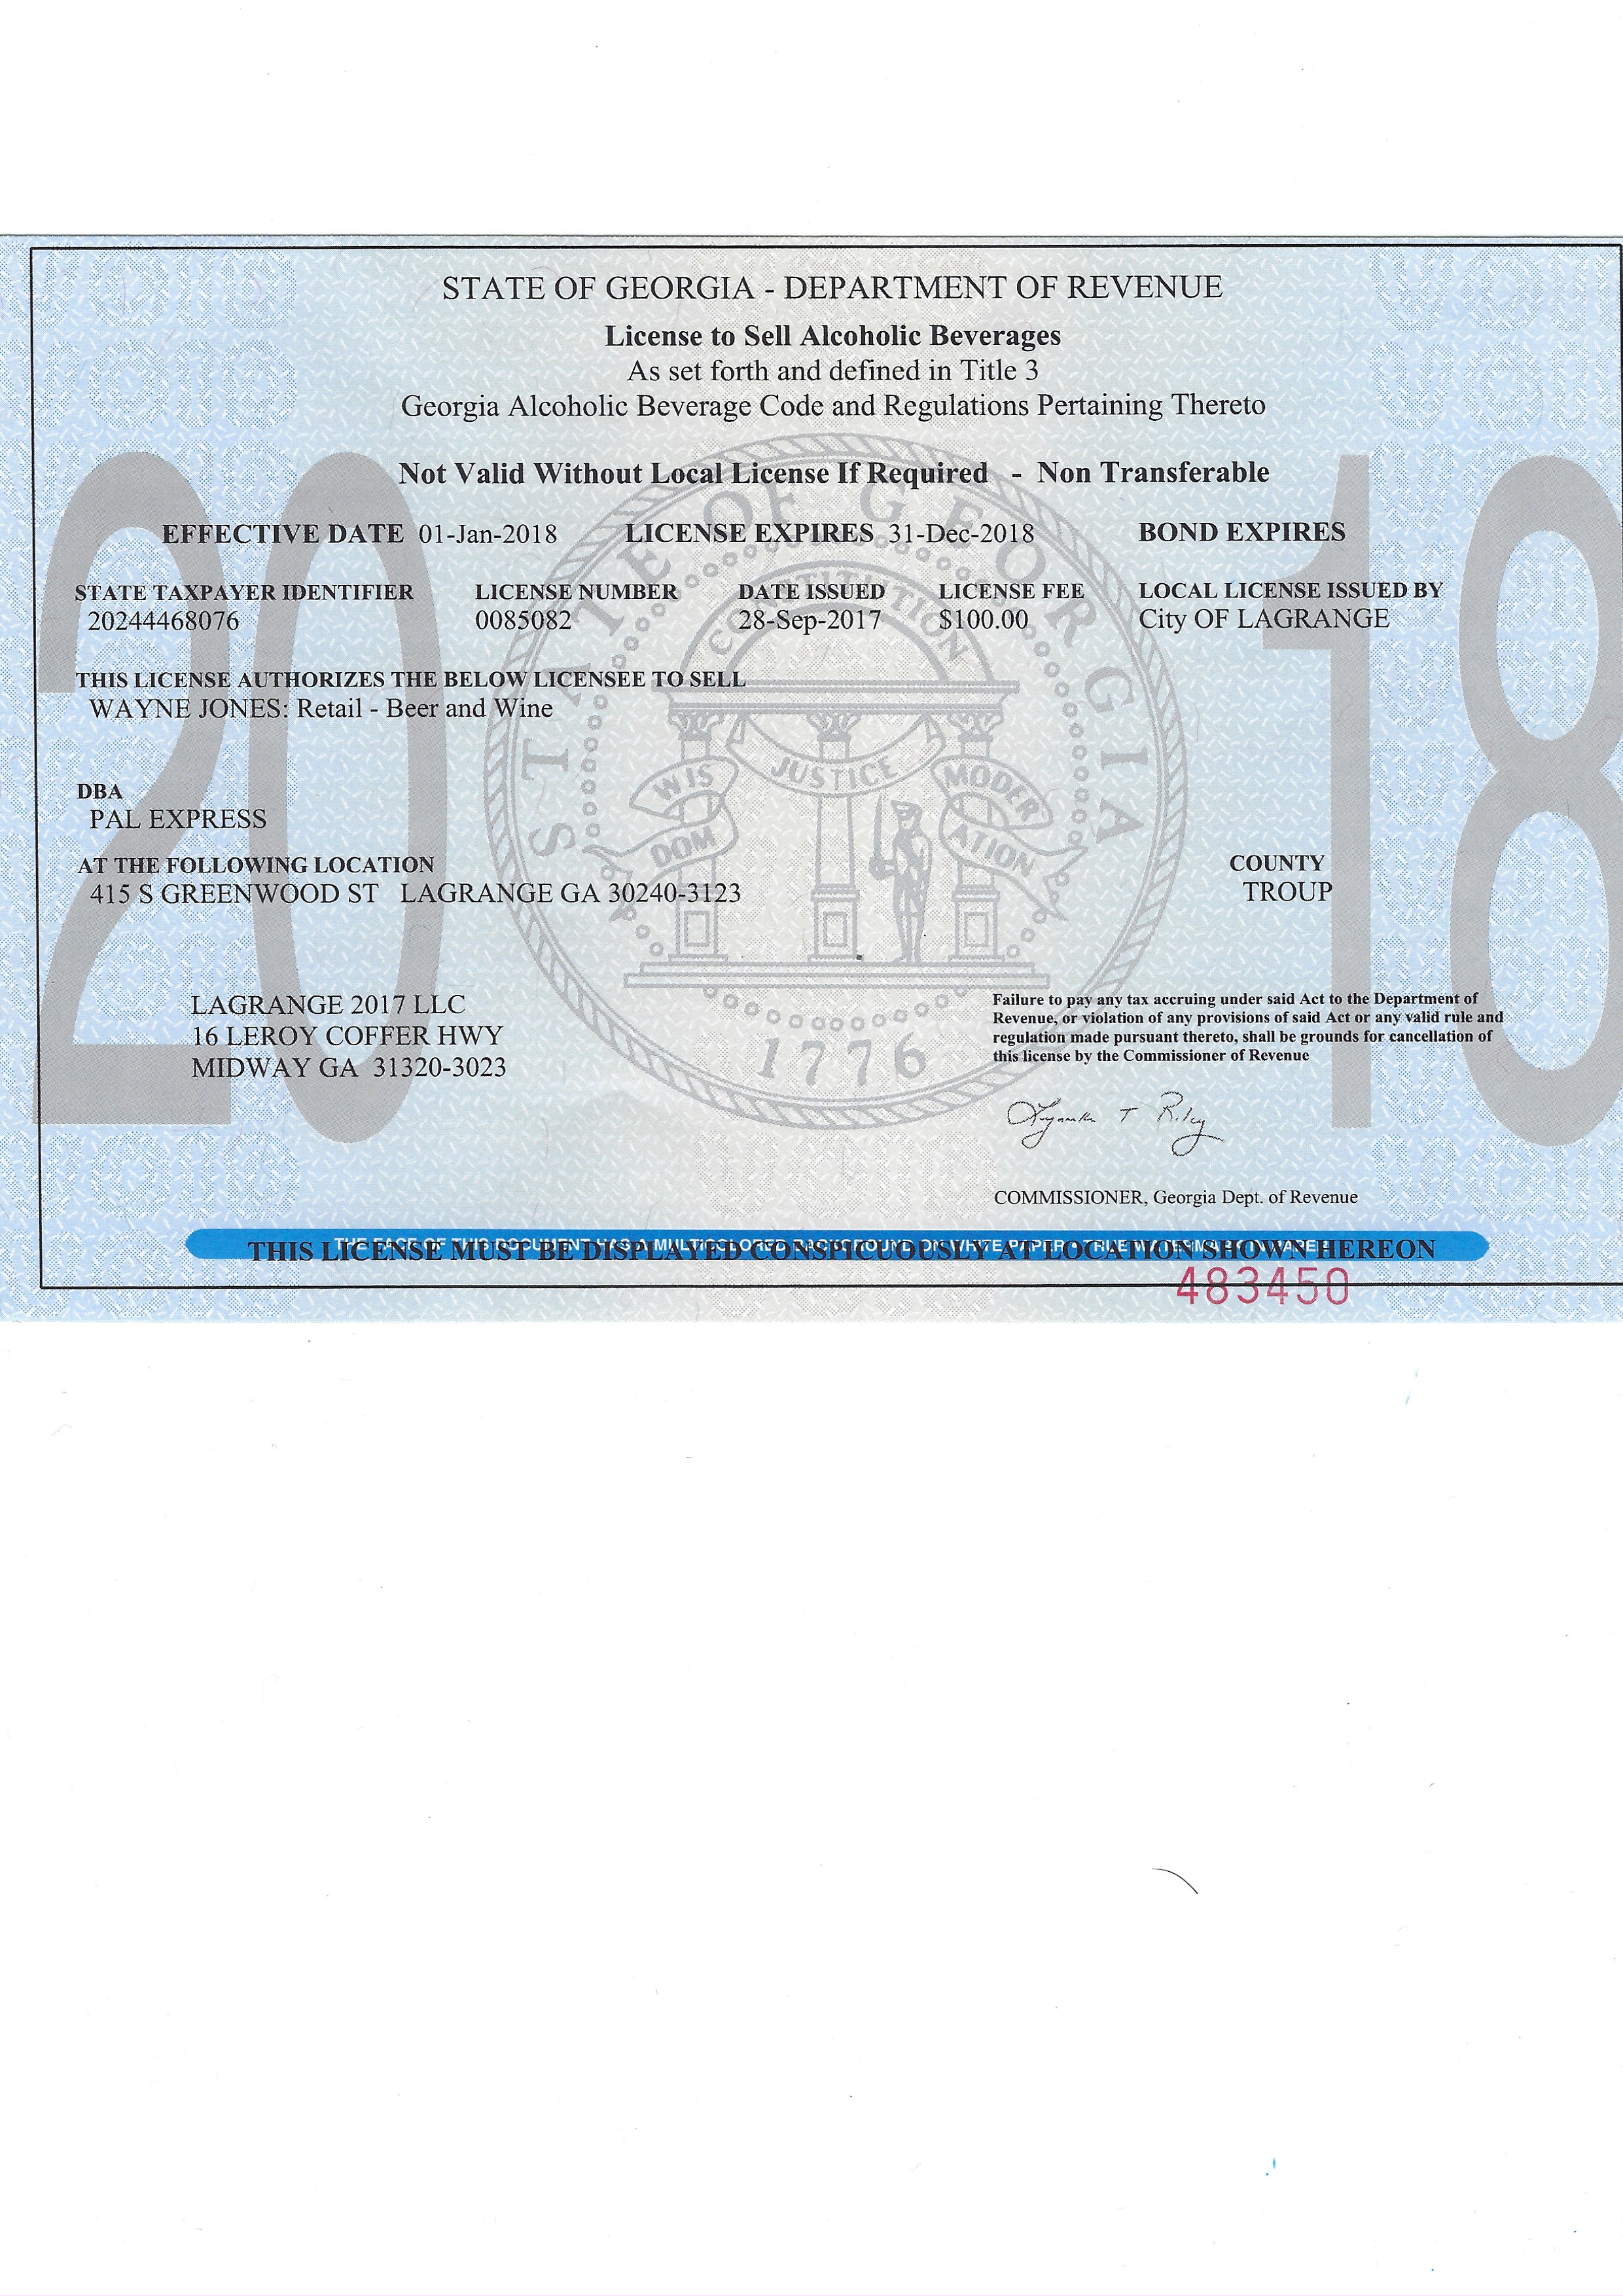 STATE OF GEORGIA - DEPARTMENT OF REVENUE
License to Sell Alcoholic Beverages
As set forth and defined in Title 3
Georgia Alcoholic Beverage Code and Regulations Pertaining Thereto
Not Valid Without Local License If Required - Non Transferable
EFFECTIVE DATE 01-Jan-2018 LICENSE EXPIRES 31-Dec-2018 BOND EXPIRES
STATE TAXPAYER IDENTIFIER LICENSE NUMBER DATE ISSUED LICENSE FEE LOCAL LICENSE ISSUED BY
20244468076 0085082 28-Sep-2017 $100.00 City OF LAGRANGE
THIS LICENSE AUTHORIZES THE BELOW LICENSEE TO SELL
WAYNE JONES: Retail - Beer and Wine
DBA
PAL EXPRESS
AT THE FOLLOWING LOCATION COUNTY
415 S GREENWOOD ST LAGRANGE GA 30240-3123 TROUP
LAGRANGE 2017 LLC
16 LEROY COFFER HWY
MIDWAY GA 31320-3023
Failure to pay any tax accruing under said Act to the Department of
Revenue, or violation of any provisions of said Act or any valid rule and
regulation made pursuant thereto, shall be grounds for cancellation of
this license by the Commissioner of Revenue
T Riley
COMMISSIONER, Georgia Dept. of Revenue
THE FACE OF THIS DOCUMENT HAS A MULTICOLORED BACKGROUND ON WHITE PAPER - TRUE WATERMARK IN PAPER
THIS LICENSE MUST BE DISPLAYED CONSPICUOUSLY AT LOCATION SHOWN HEREON
483450
2018
STATE OF GEORGIA
CONSTITUTION
WISDOM JUSTICE MODERATION
1776